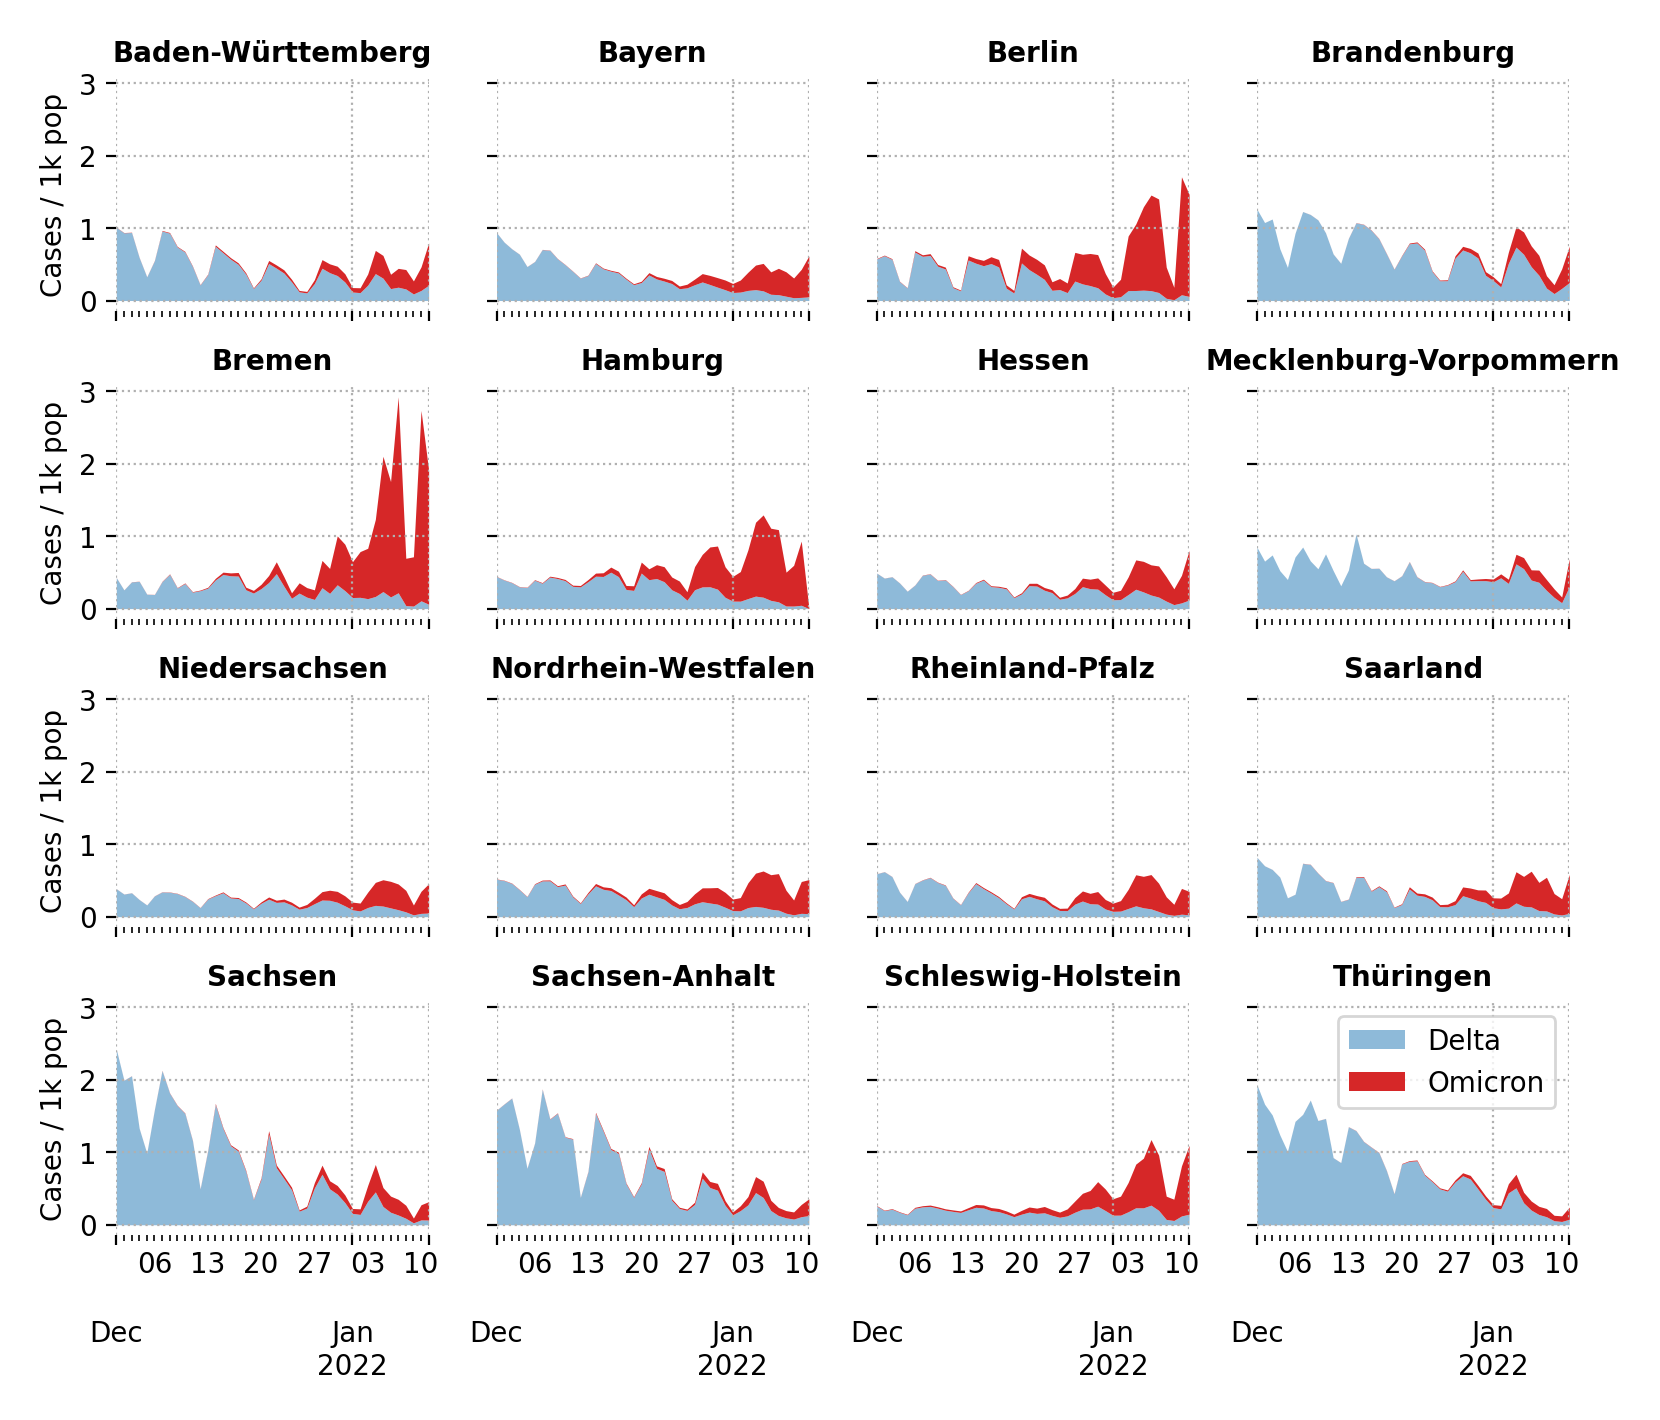 Baden-Württemberg Bayern Berlin Brandenburg
Cases / 1k pop
3
2
1
0
Bremen Hamburg Hessen Mecklenburg-Vorpommern
Cases / 1k pop
3
2
1
0
Niedersachsen Nordrhein-Westfalen Rheinland-Pfalz Saarland
Cases / 1k pop
3
2
1
0
Sachsen Sachsen-Anhalt Schleswig-Holstein Thüringen
Cases / 1k pop
3
2
1
0
Delta
Omicron
06 13 20 27 03 10 06 13 20 27 03 10 06 13 20 27 03 10 06 13 20 27 03 10
Dec Jan Dec Jan Dec Jan Dec Jan
2022 2022 2022 2022